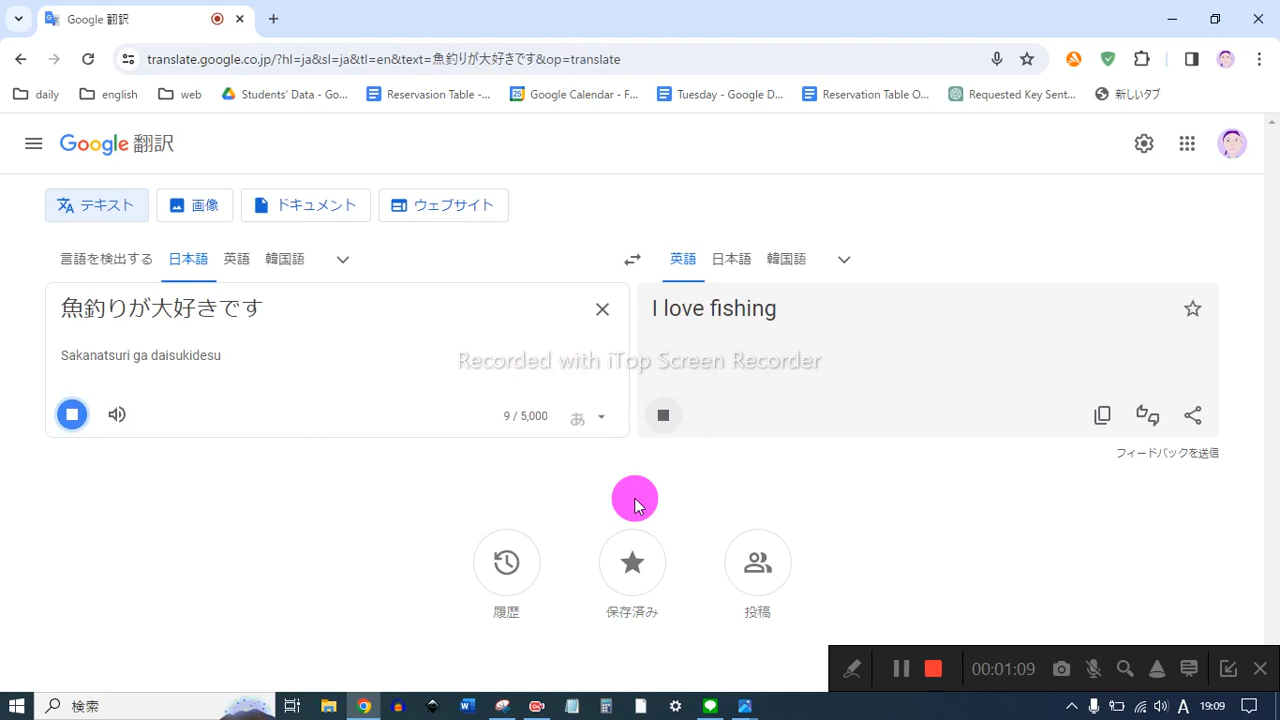 Google 翻訳
translate.google.co.jp/?hl=ja&sl=ja&tl=en&text=魚釣りが大好きです&op=translate
daily
english
web
Students' Data - Go...
Reservasion Table -...
Google Calendar - F...
Tuesday - Google D...
Reservation Table O...
Requested Key Sent...
新しいタブ
Google 翻訳
テキスト
画像
ドキュメント
ウェブサイト
言語を検出する 日本語 英語 韓国語
英語 日本語 韓国語
魚釣りが大好きです
I love fishing
Sakanatsuri ga daisukidesu
Recorded with iTop Screen Recorder
9 / 5,000
あ
フィードバックを送信
履歴
保存済み
投稿
00:01:09
検索
A
19:09